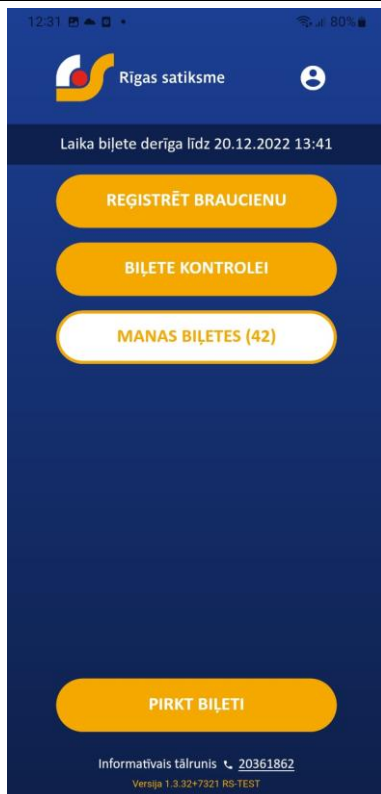 12:31
80%
Rīgas satiksme
Laika biļete derīga līdz 20.12.2022 13:41
REĢISTRĒT BRAUCIENU
BIĻETE KONTROLEI
MANAS BIĻETES (42)
PIRKT BIĻETI
Informatīvais tālrunis 20361862
Versija 1.3.32+7321 RS-TEST